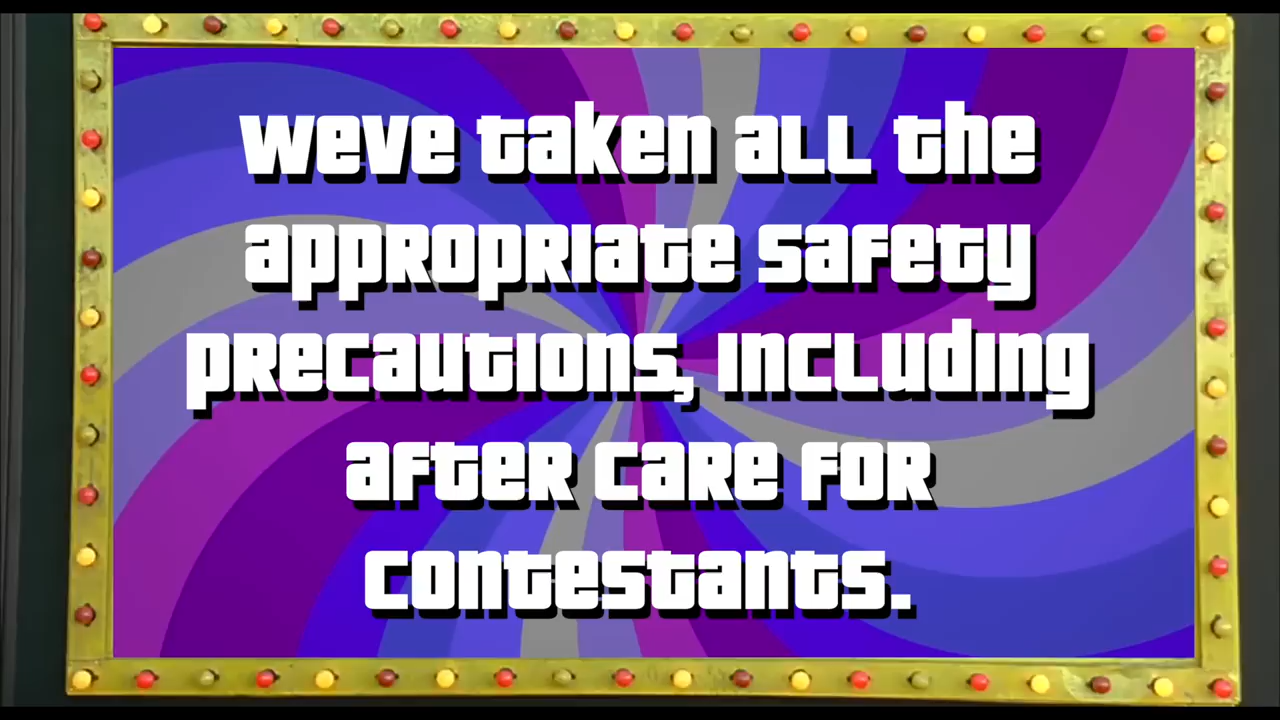 Weve taken all the
appropriate safety
precautions, including
after care for
contestants.